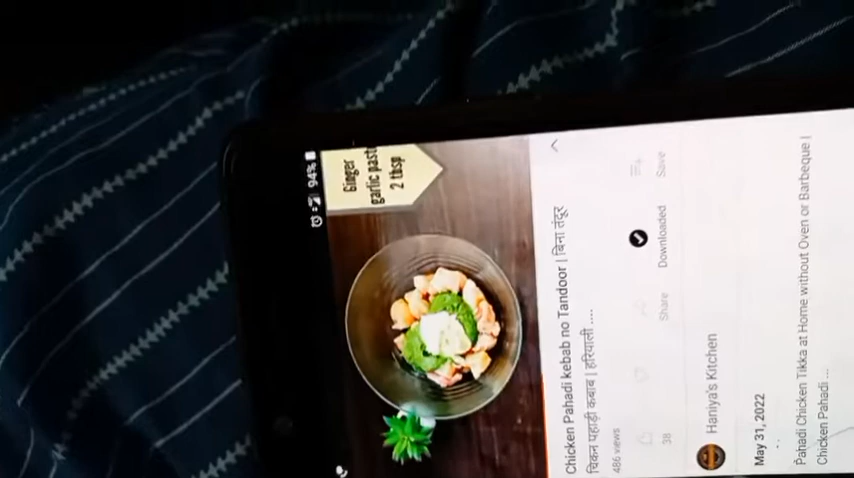 94%
Ginger
garlic paste
2 tbsp
Chicken Pahadi kebab no Tandoor | बिना तंदूर
चिकन पहाड़ी कबाब | हरियाली ....
486 views
38
Share
Downloaded
Save
Haniya's Kitchen
May 31, 2022
Pahadi Chicken Tikka at Home without Oven or Barbeque |
Chicken Pahadi ...